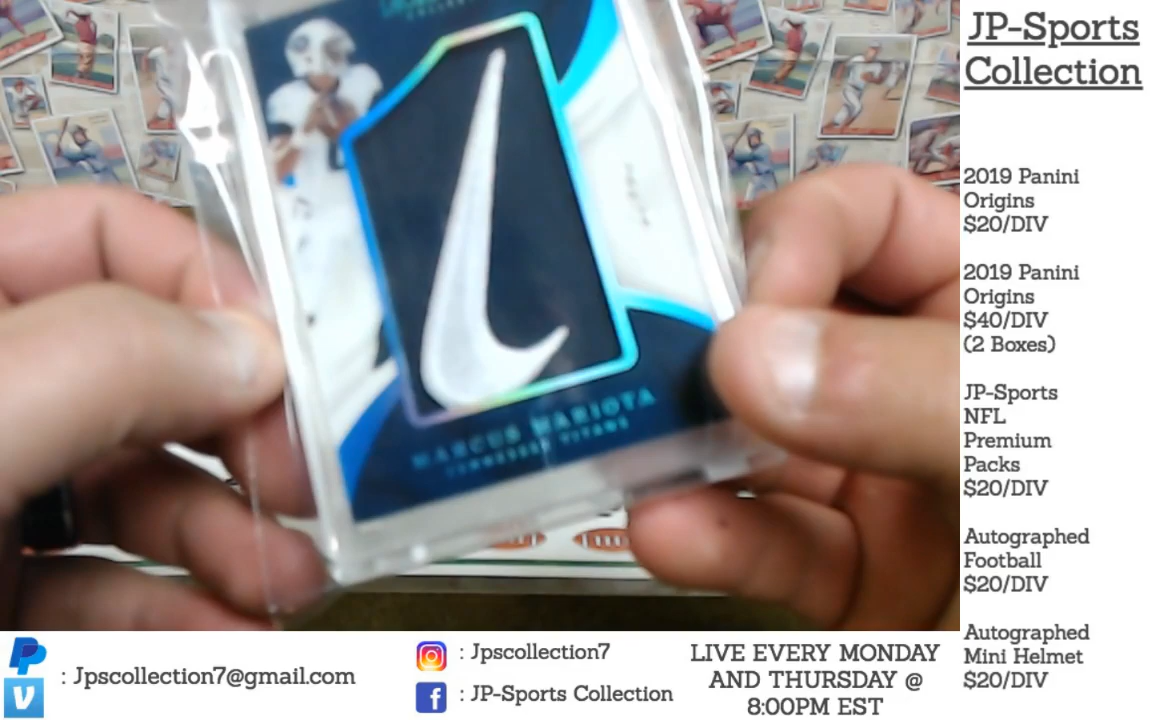 MARCUS MARIOTA
TENNESSEE TITANS
JP-Sports
Collection
2019 Panini
Origins
$20/DIV
2019 Panini
Origins
$40/DIV
(2 Boxes)
JP-Sports
NFL
Premium
Packs
$20/DIV
Autographed
Football
$20/DIV
Autographed
Mini Helmet
$20/DIV
: Jpscollection7@gmail.com
: Jpscollection7
: JP-Sports Collection
LIVE EVERY MONDAY
AND THURSDAY @
8:00PM EST